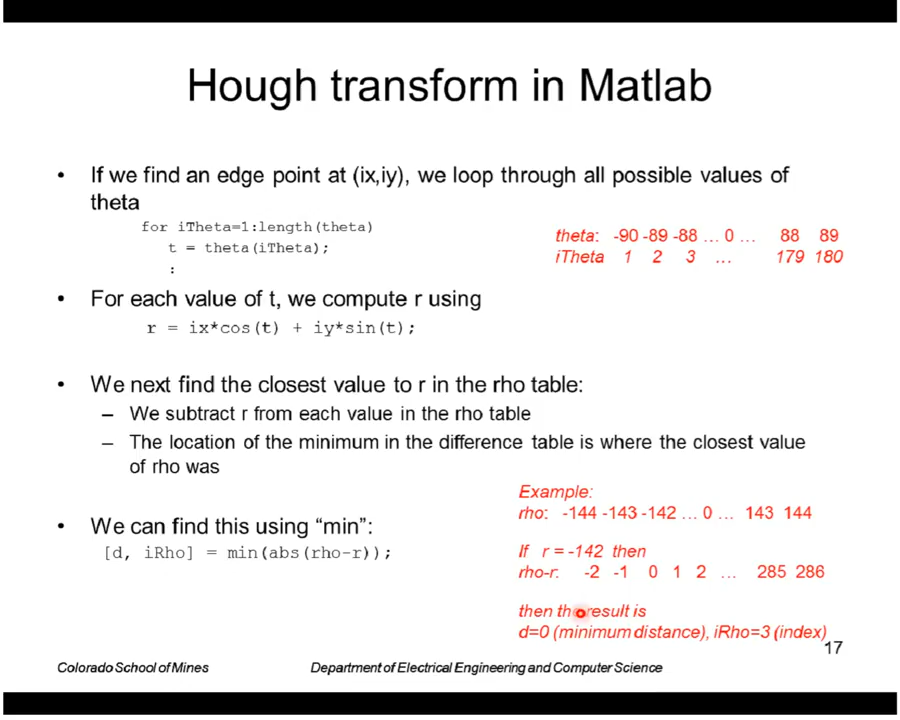 Hough transform in Matlab
• If we find an edge point at (ix,iy), we loop through all possible values of
theta
for iTheta=1:length(theta)
t = theta(iTheta);
:
theta: -90 -89 -88 ... 0 ... 88 89
iTheta 1 2 3 ... 179 180
• For each value of t, we compute r using
r = ix*cos(t) + iy*sin(t);
• We next find the closest value to r in the rho table:
– We subtract r from each value in the rho table
– The location of the minimum in the difference table is where the closest value
of rho was
• We can find this using “min”:
[d, iRho] = min(abs(rho-r));
Example:
rho: -144 -143 -142 ... 0 ... 143 144
If r = -142 then
rho-r: -2 -1 0 1 2 ... 285 286
then the result is
d=0 (minimum distance), iRho=3 (index)
17
Colorado School of Mines
Department of Electrical Engineering and Computer Science